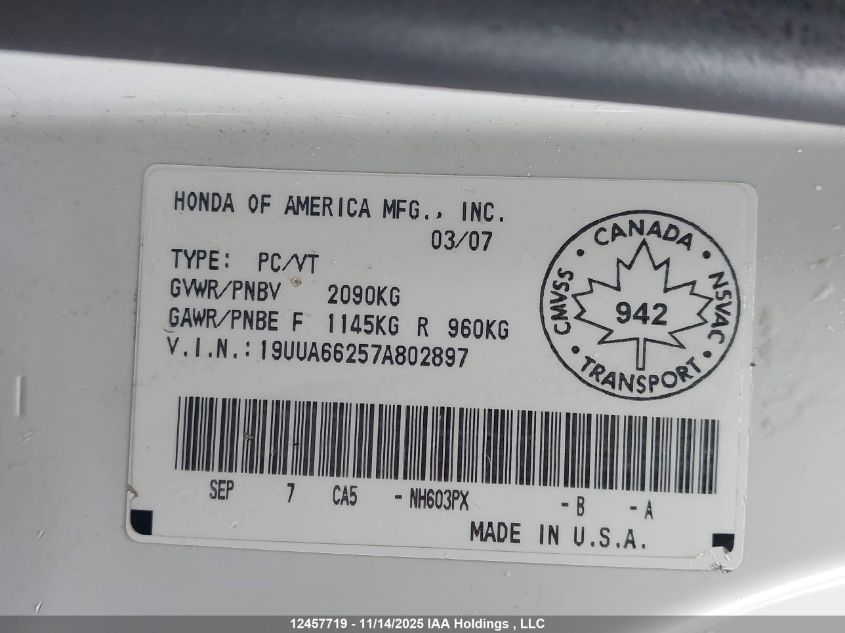 HONDA OF AMERICA MFG., INC.
03/07
TYPE: PC/VT
GVWR/PNBV 2090KG
GAWR/PNBE F 1145KG R 960KG
V.I.N.: 19UUA66257A802897
CANADA
CMVSS
NSVAC
942
TRANSPORT
SEP 7 CA5 - NH603PX - B - A
MADE IN U.S.A.
12457719 - 11/14/2025 IAA Holdings , LLC